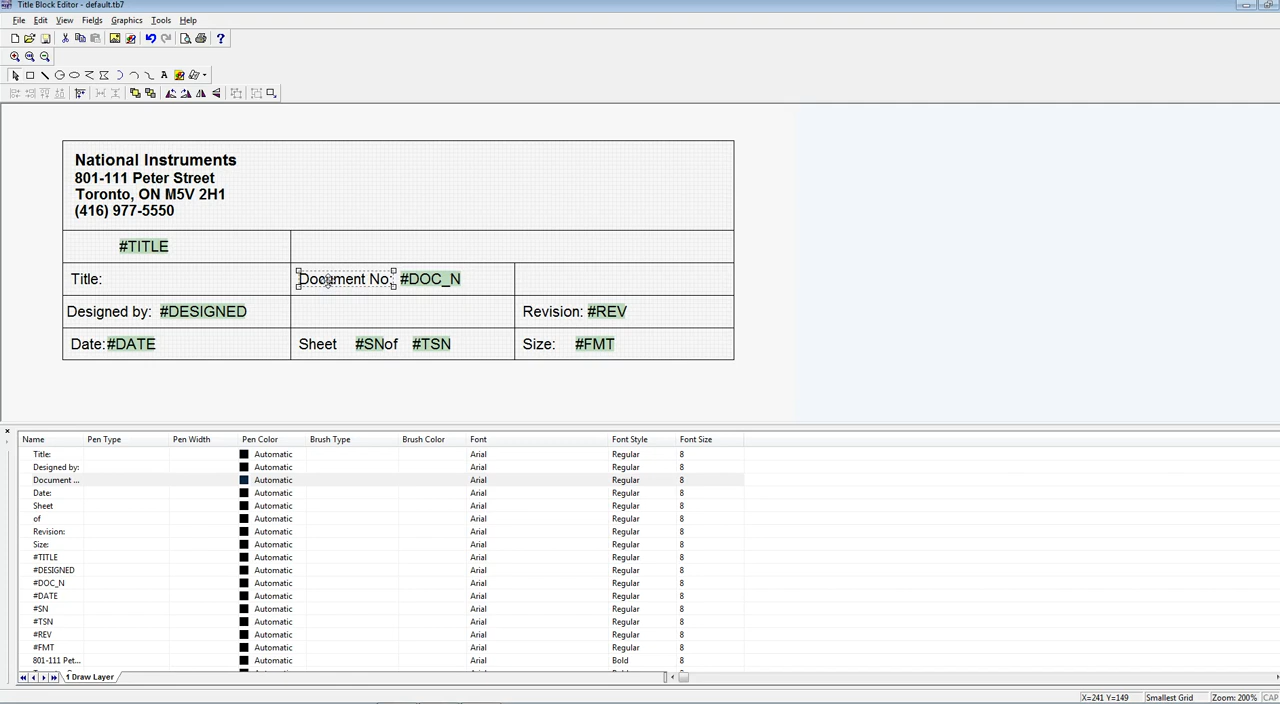 Title Block Editor - default.tb7
File Edit View Fields Graphics Tools Help
National Instruments
801-111 Peter Street
Toronto, ON M5V 2H1
(416) 977-5550
#TITLE
Title:
Document No: #DOC_N
Designed by: #DESIGNED
Revision: #REV
Date: #DATE
Sheet #SN of #TSN
Size: #FMT
Name Pen Type Pen Width Pen Color Brush Type Brush Color Font Font Style Font Size
Title: Automatic Arial Regular 8
Designed by: Automatic Arial Regular 8
Document ... Automatic Arial Regular 8
Date: Automatic Arial Regular 8
Sheet Automatic Arial Regular 8
of Automatic Arial Regular 8
Revision: Automatic Arial Regular 8
Size: Automatic Arial Regular 8
#TITLE Automatic Arial Regular 8
#DESIGNED Automatic Arial Regular 8
#DOC_N Automatic Arial Regular 8
#DATE Automatic Arial Regular 8
#SN Automatic Arial Regular 8
#TSN Automatic Arial Regular 8
#REV Automatic Arial Regular 8
#FMT Automatic Arial Regular 8
801-111 Pet... Automatic Arial Bold 8
1 Draw Layer
X=241 Y=149 Smallest Grid Zoom: 200% CAP